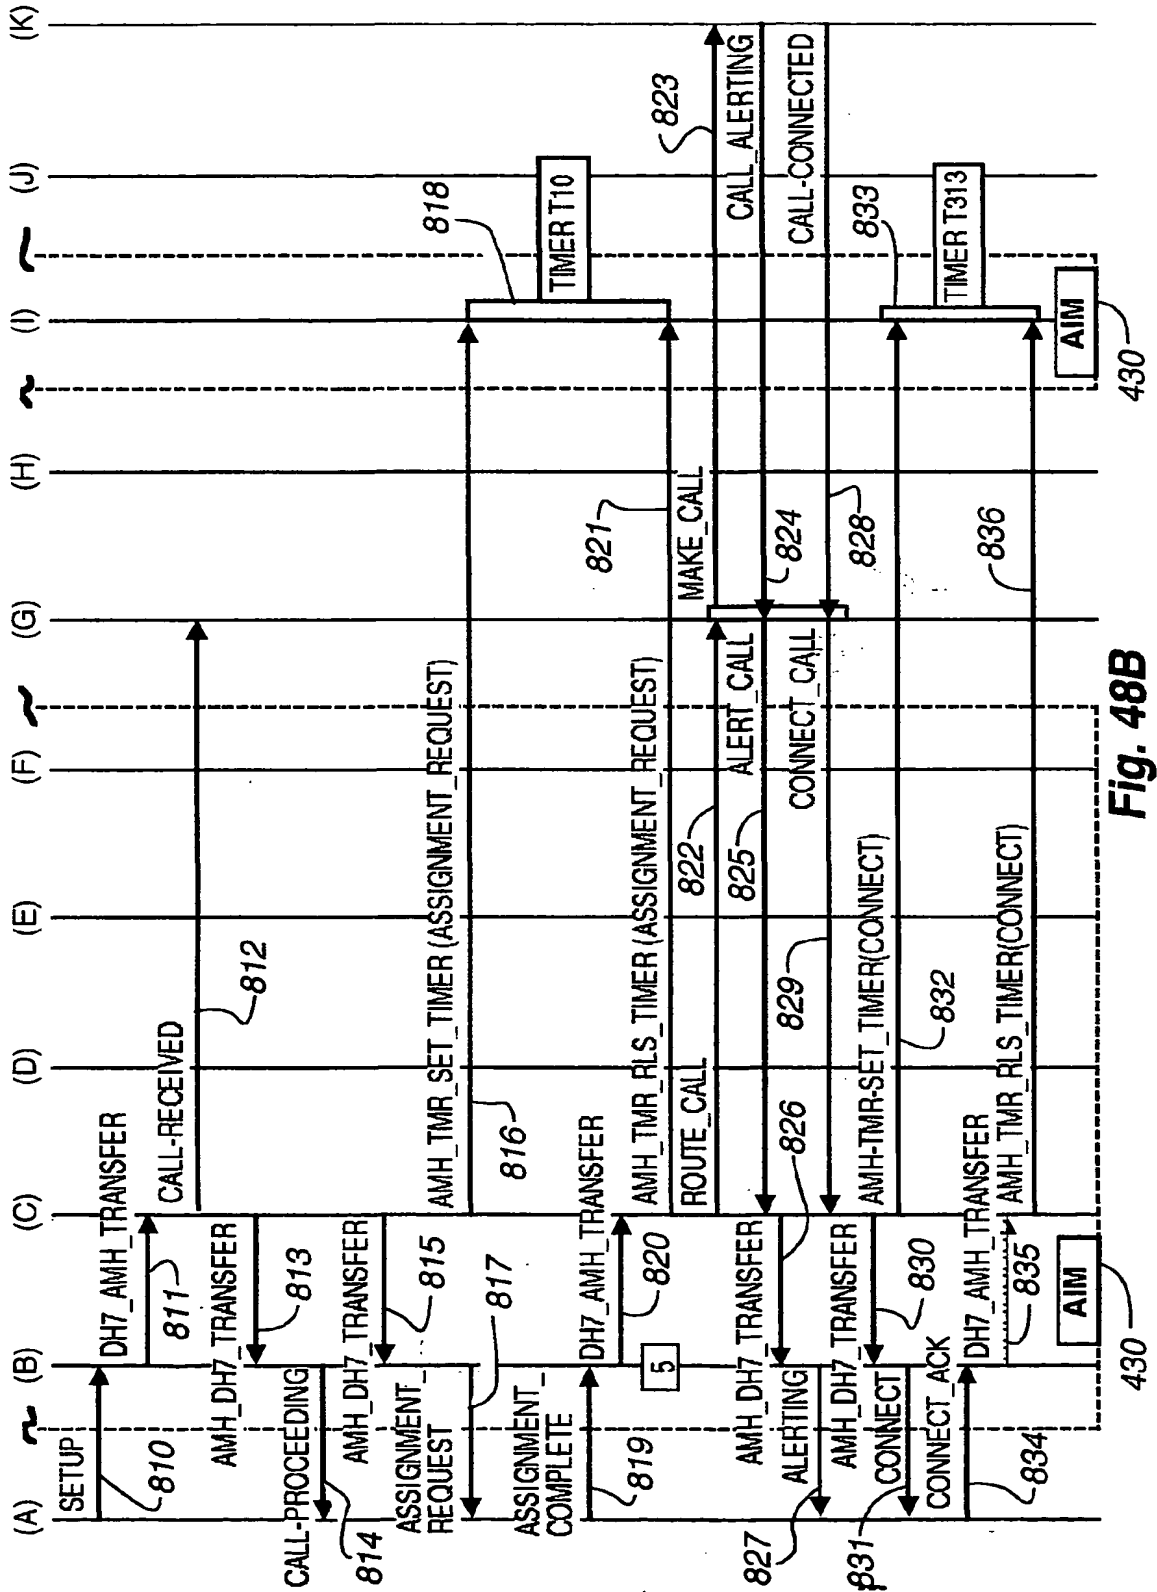 (A)
(B)
(C)
(D)
(E)
(F)
(G)
(H)
(I)
(J)
(K)
SETUP
810
DH7_AMH_TRANSFER
811
CALL-RECEIVED
812
AMH_DH7_TRANSFER
813
CALL-PROCEEDING
814
AMH_DH7_TRANSFER
815
AMH_TMR_SET_TIMER (ASSIGNMENT_REQUEST)
816
ASSIGNMENT_
REQUEST
817
818
TIMER T10
ASSIGNMENT_
COMPLETE
819
DH7_AMH_TRANSFER
820
5
AMH_TMR_RLS_TIMER (ASSIGNMENT_REQUEST)
821
ROUTE_CALL
822
MAKE_CALL
823
CALL_ALERTING
824
ALERT_CALL
825
AMH_DH7_TRANSFER
826
ALERTING
827
CALL-CONNECTED
828
CONNECT_CALL
829
AMH_DH7_TRANSFER
830
CONNECT
831
AMH-TMR-SET_TIMER(CONNECT)
832
833
TIMER T313
CONNECT_ACK
834
DH7_AMH_TRANSFER
835
AMH_TMR_RLS_TIMER(CONNECT)
836
AIM
430
AIM
430
Fig. 48B